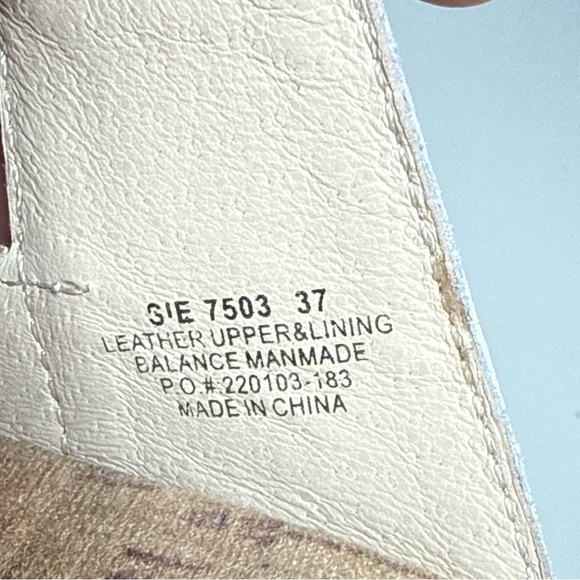 SIE 7503 37
LEATHER UPPER&LINING
BALANCE MANMADE
P.O.#:220103-183
MADE IN CHINA